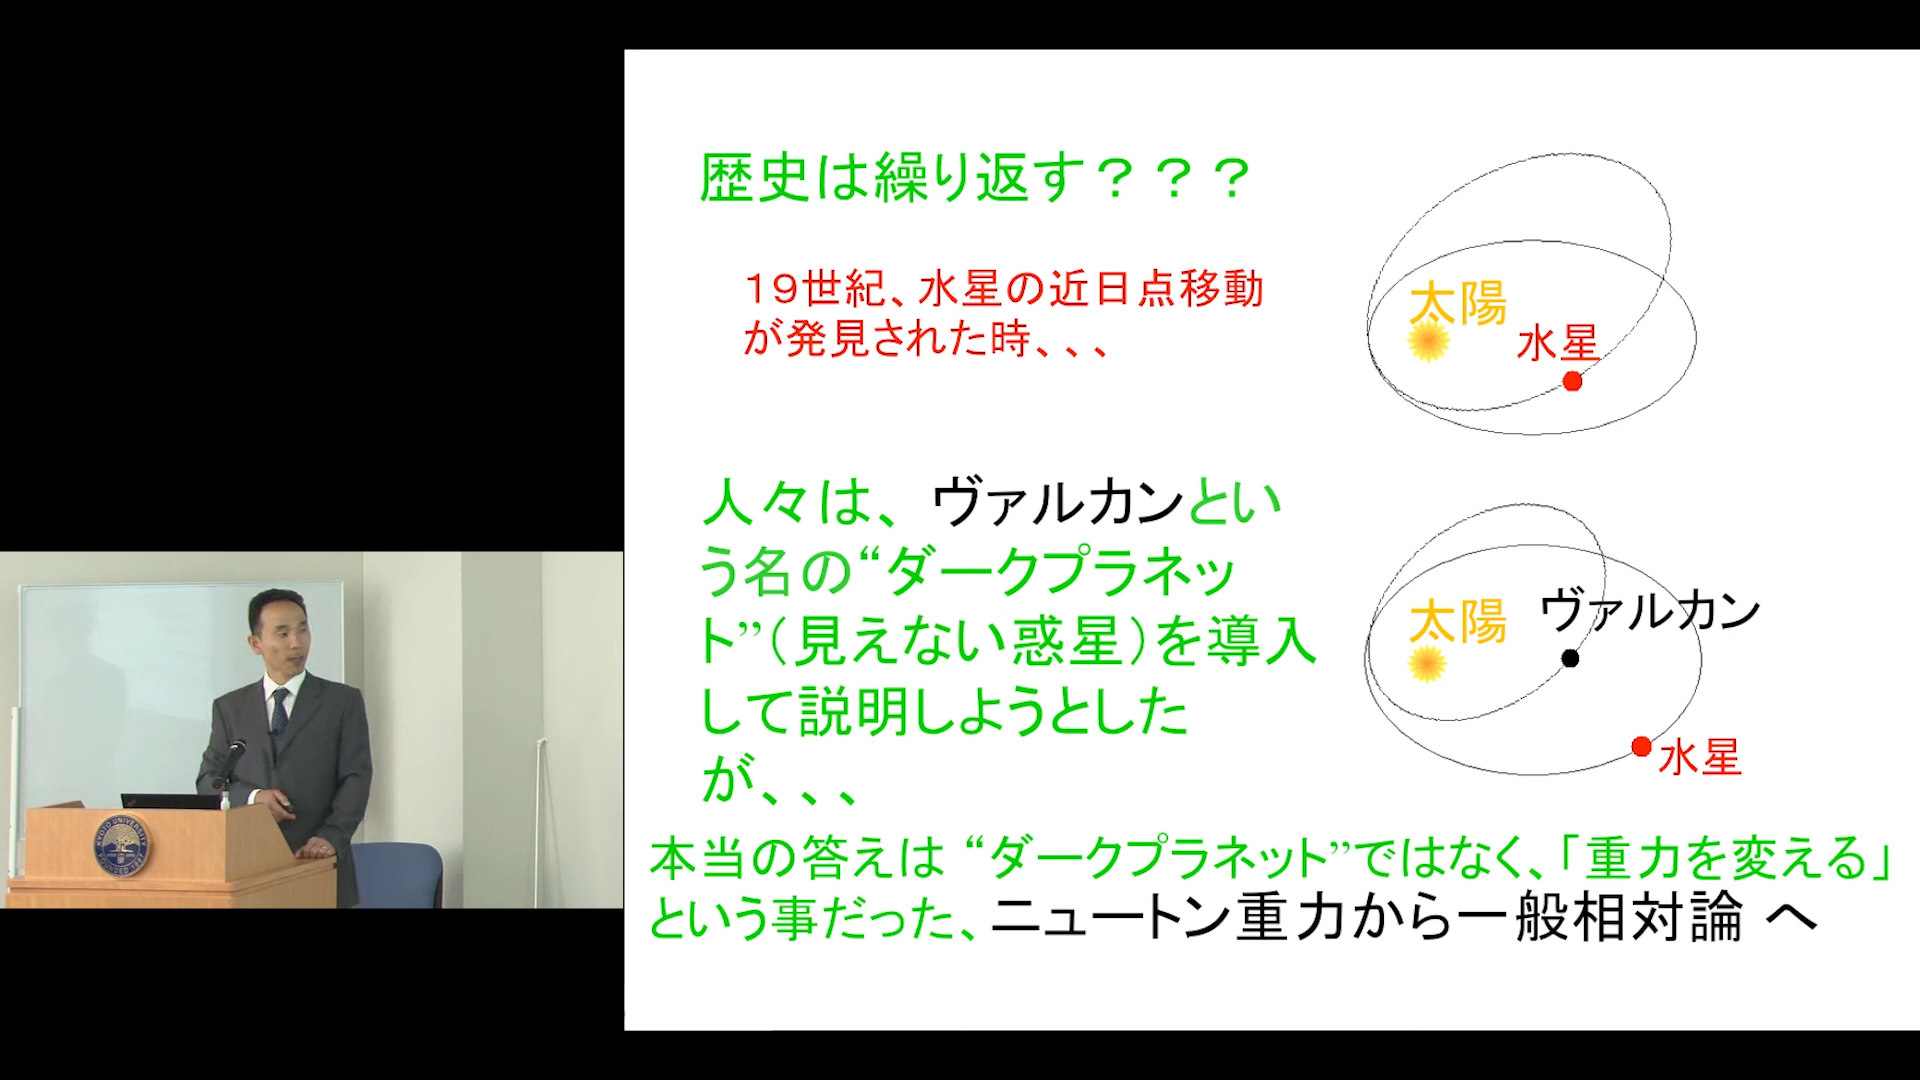 歴史は繰り返す？？？
１９世紀、水星の近日点移動
が発見された時、、、
太陽
水星
人々は、ヴァルカンとい
う名の“ダークプラネッ
ト”（見えない惑星）を導入
して説明しようとした
が、、、
太陽
ヴァルカン
水星
本当の答えは “ダークプラネット”ではなく、「重力を変える」
という事だった、ニュートン重力から一般相対論 へ
KYOTO UNIVERSITY
FOUNDED 1897